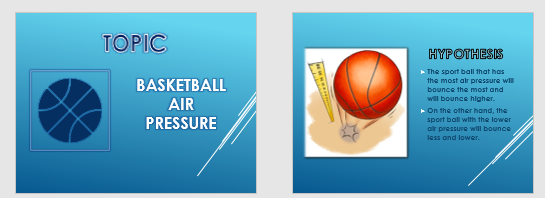 TOPIC
BASKETBALL
AIR
PRESSURE
HYPOTHESIS
The sport ball that has
the most air pressure will
bounce the most and
will bounce higher.
On the other hand, the
sport ball with the lower
air pressure will bounce
less and lower.